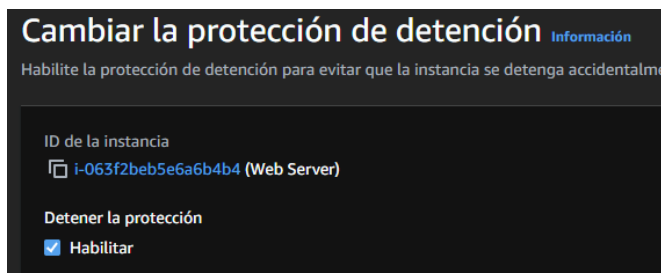 Cambiar la protección de detención Información
Habilite la protección de detención para evitar que la instancia se detenga
ID de la instancia
i-063f2beb5e6a6b4b4 (Web Server)
Detener la protección
Habilitar